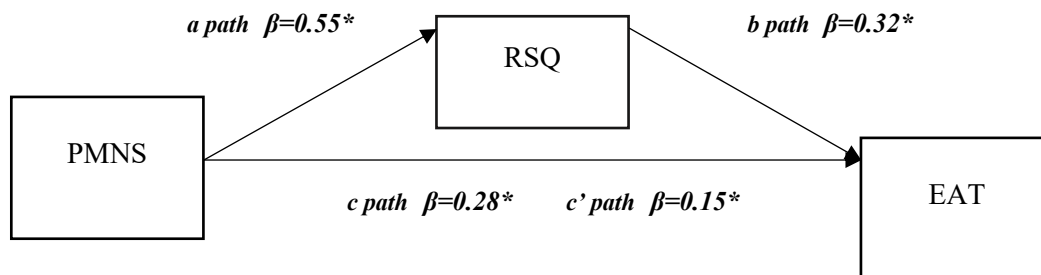 a path β=0.55*
b path β=0.32*
RSQ
PMNS
c path β=0.28* c’ path β=0.15*
EAT